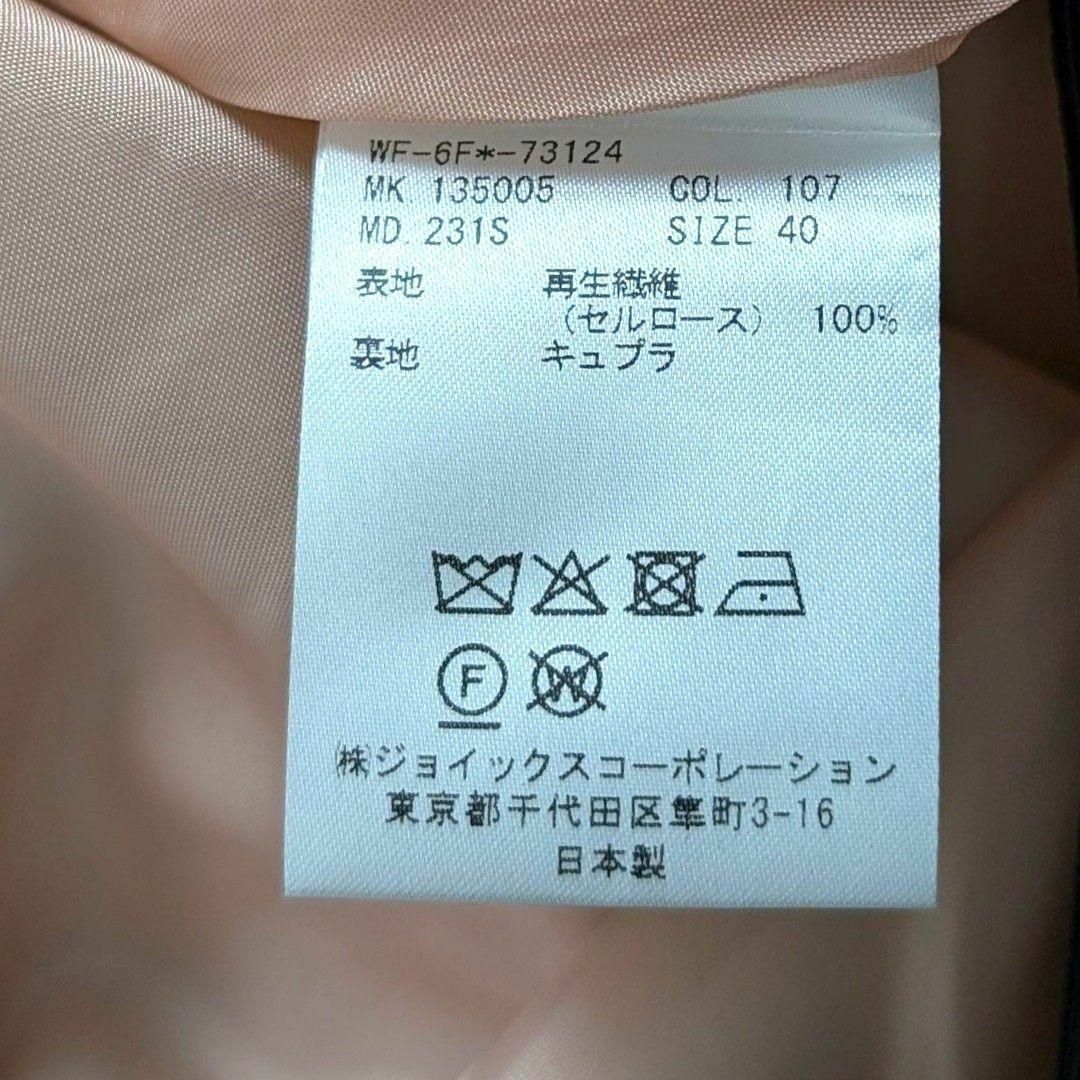 WF-6F*-73124
MK. 135005 COL. 107
MD. 231S SIZE 40
表地 再生繊維
(セルロース) 100%
裏地 キュプラ
F W
㈱ジョイックスコーポレーション
東京都千代田区隼町3-16
日本製